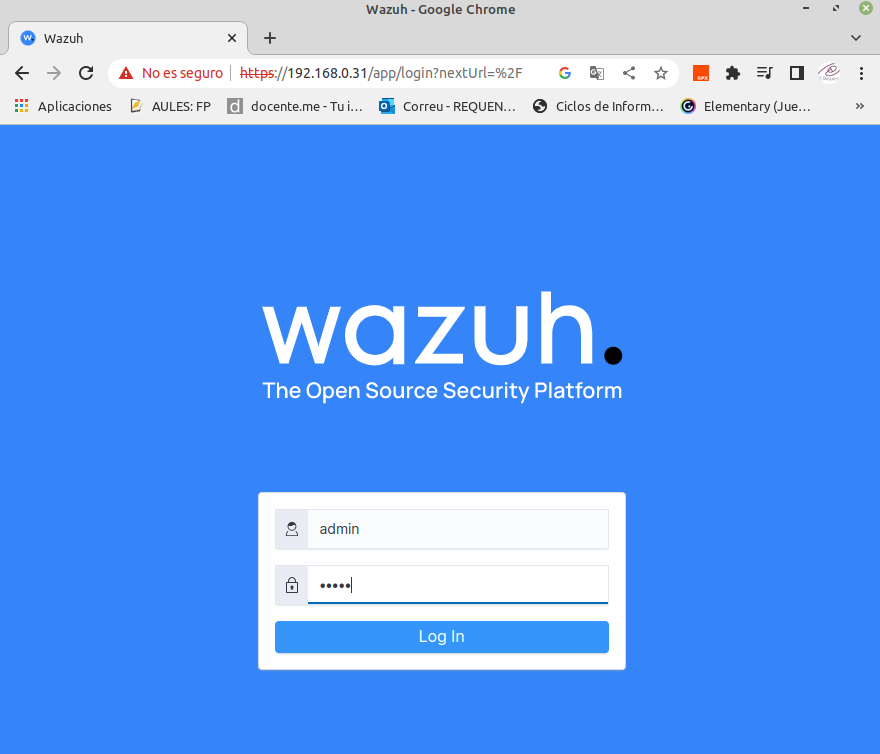 Wazuh - Google Chrome
Wazuh
No es seguro https://192.168.0.31/app/login?nextUrl=%2F
Aplicaciones AULES: FP docente.me - Tu i... Correu - REQUEN... Ciclos de Inform... Elementary (Jue... »
wazuh.
The Open Source Security Platform
admin
•••••
Log In